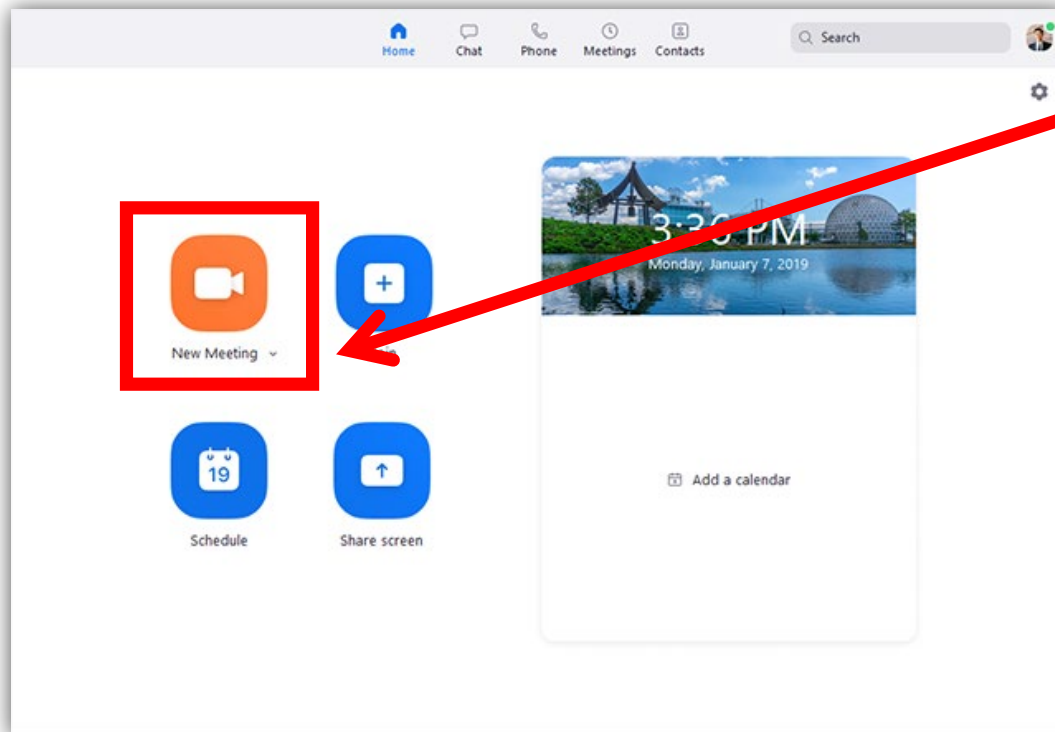 Home Chat Phone Meetings Contacts
Search
3:30 PM
Monday, January 7, 2019
New Meeting
19
Schedule
Share screen
Add a calendar